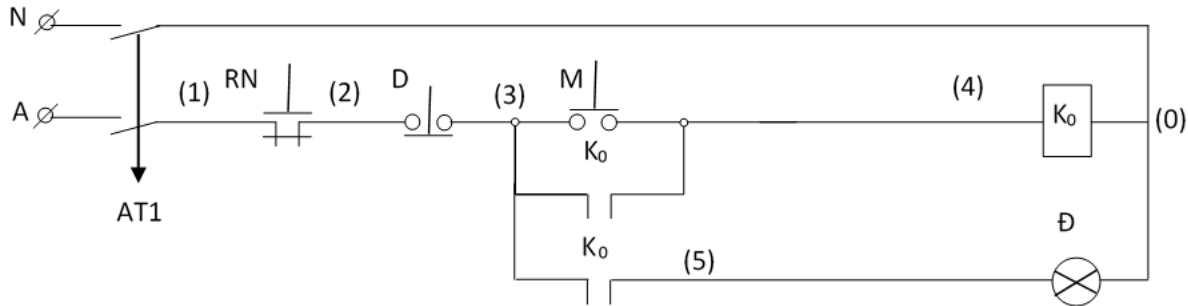 N
(1) RN (2) D (3) M (4)
A
K₀ (0)
K₀
AT1
K₀ Đ
(5)